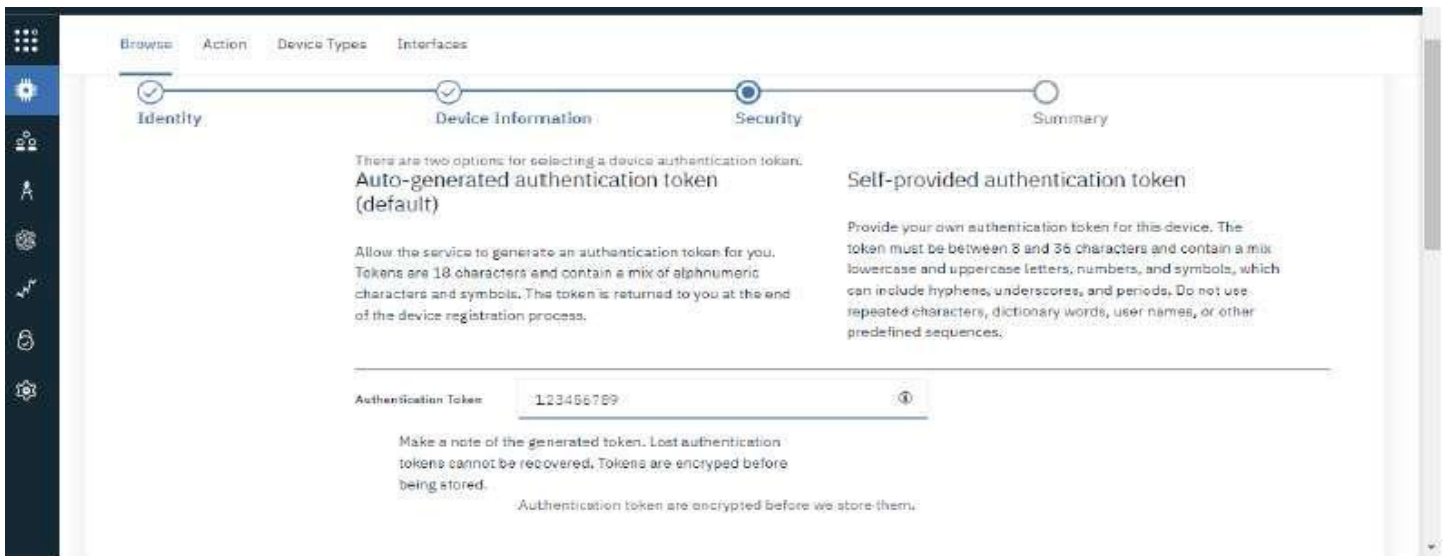 Browse Action Device Types Interfaces
Identity Device Information Security Summary
There are two options for selecting a device authentication token.
Auto-generated authentication token
(default)
Allow the service to generate an authentication token for you.
Tokens are 18 characters and contain a mix of alphnumeric
characters and symbols. The token is returned to you at the end
of the device registration process.
Self-provided authentication token
Provide your own authentication token for this device. The
token must be between 8 and 36 characters and contain a mix
lowercase and uppercase letters, numbers, and symbols, which
can include hyphens, underscores, and periods. Do not use
repeated characters, dictionary words, user names, or other
predefined sequences.
Authentication Token 123456789
Make a note of the generated token. Lost authentication
tokens cannot be recovered. Tokens are encryped before
being stored.
Authentication token are encrypted before we store them.